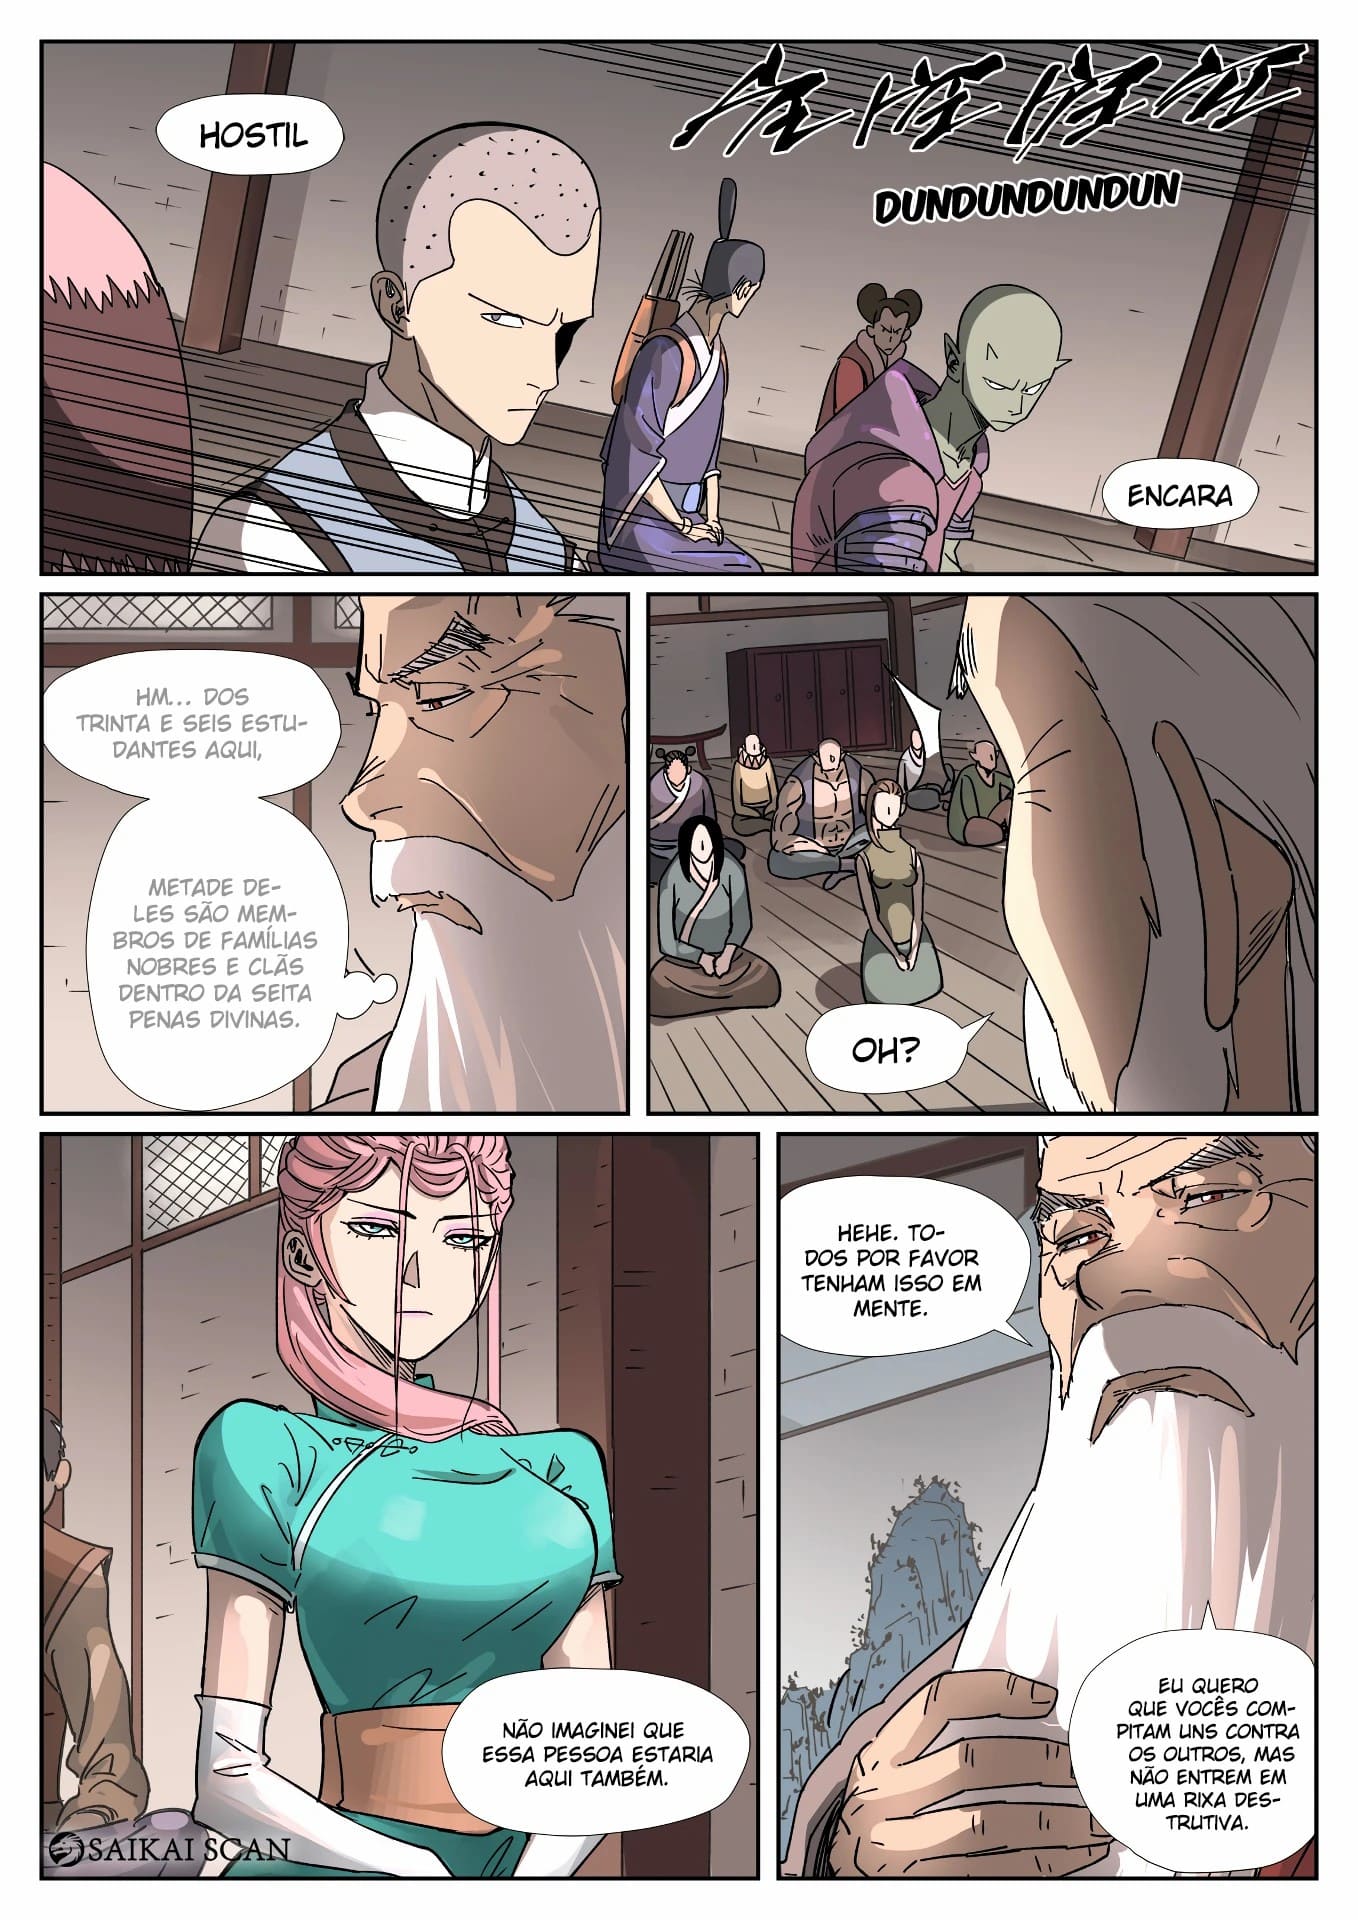 HOSTIL
DUNDUNDUNDUN
ENCARA
HM... DOS
TRINTA E SEIS ESTU-
DANTES AQUI,
METADE DE-
LES SÃO MEM-
BROS DE FAMÍLIAS
NOBRES E CLÃS
DENTRO DA SEITA
PENAS DIVINAS.
OH?
NÃO IMAGINEI QUE
ESSA PESSOA ESTARIA
AQUI TAMBÉM.
HEHE. TO-
DOS POR FAVOR
TENHAM ISSO EM
MENTE.
EU QUERO
QUE VOCÊS COM-
PITAM UNS CONTRA
OS OUTROS, MAS
NÃO ENTREM EM
UMA RIXA DES-
TRUTIVA.
SAIKAI SCAN